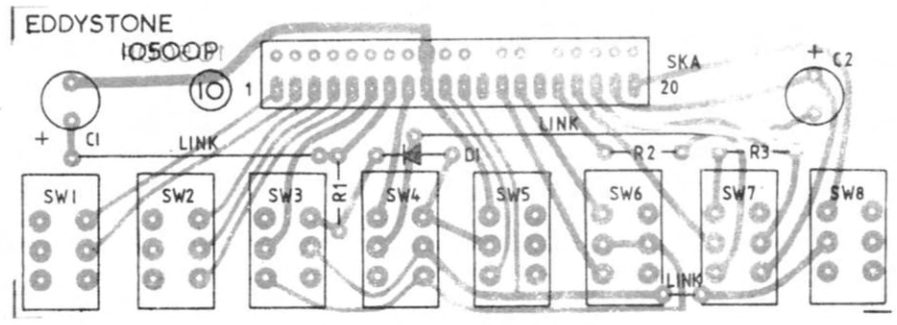 EDDYSTONE
10500P
10
1
SKA
20
C2
+
+
C1
LINK
LINK
R1
D1
R2
R3
SW1
SW2
SW3
SW4
SW5
SW6
SW7
SW8
LINK